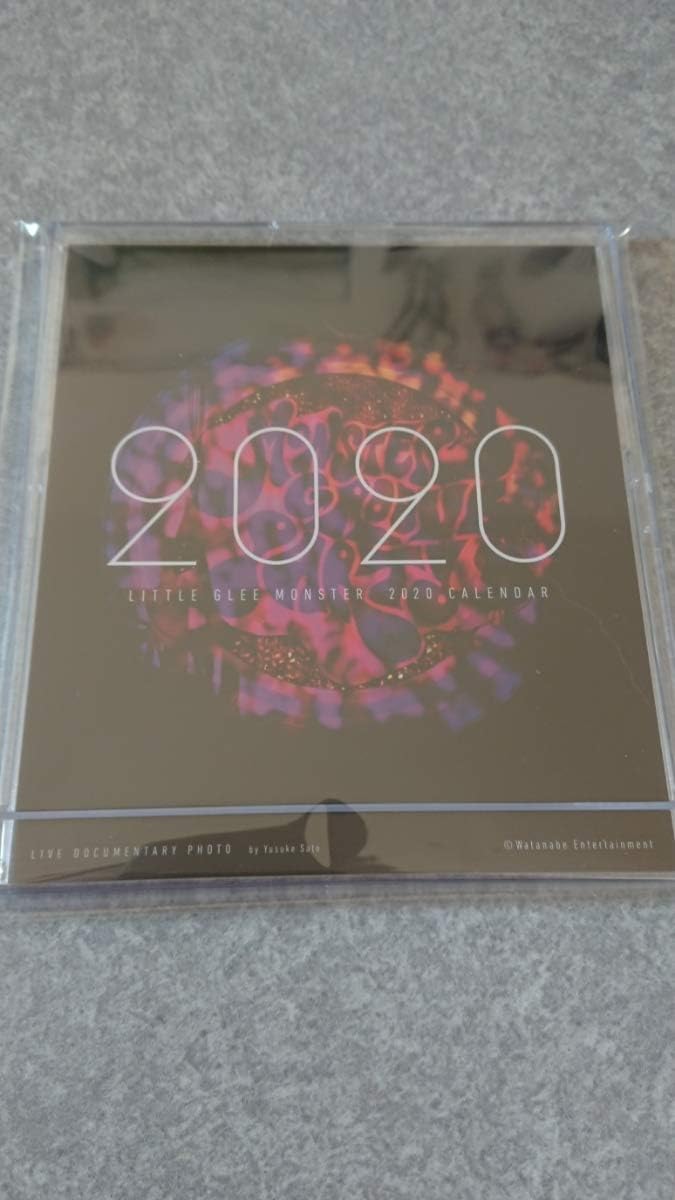 2020
LITTLE GLEE MONSTER 2020 CALENDAR
LIVE DOCUMENTARY PHOTO by Yusuke Sato
©Watanabe Entertainment